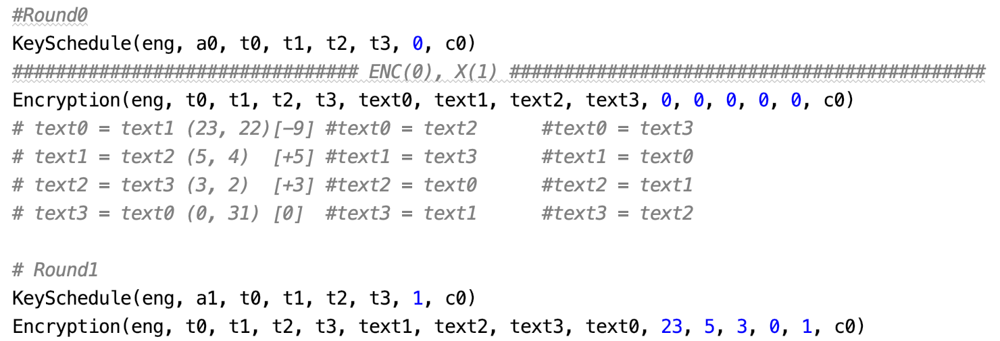 #Round0
KeySchedule(eng, a0, t0, t1, t2, t3, 0, c0)
################################ ENC(0), X(1) ############################################
Encryption(eng, t0, t1, t2, t3, text0, text1, text2, text3, 0, 0, 0, 0, 0, c0)
# text0 = text1 (23, 22)[-9] #text0 = text2      #text0 = text3
# text1 = text2 (5, 4)  [+5] #text1 = text3      #text1 = text0
# text2 = text3 (3, 2)  [+3] #text2 = text0      #text2 = text1
# text3 = text0 (0, 31) [0]  #text3 = text1      #text3 = text2
# Round1
KeySchedule(eng, a1, t0, t1, t2, t3, 1, c0)
Encryption(eng, t0, t1, t2, t3, text1, text2, text3, text0, 23, 5, 3, 0, 1, c0)